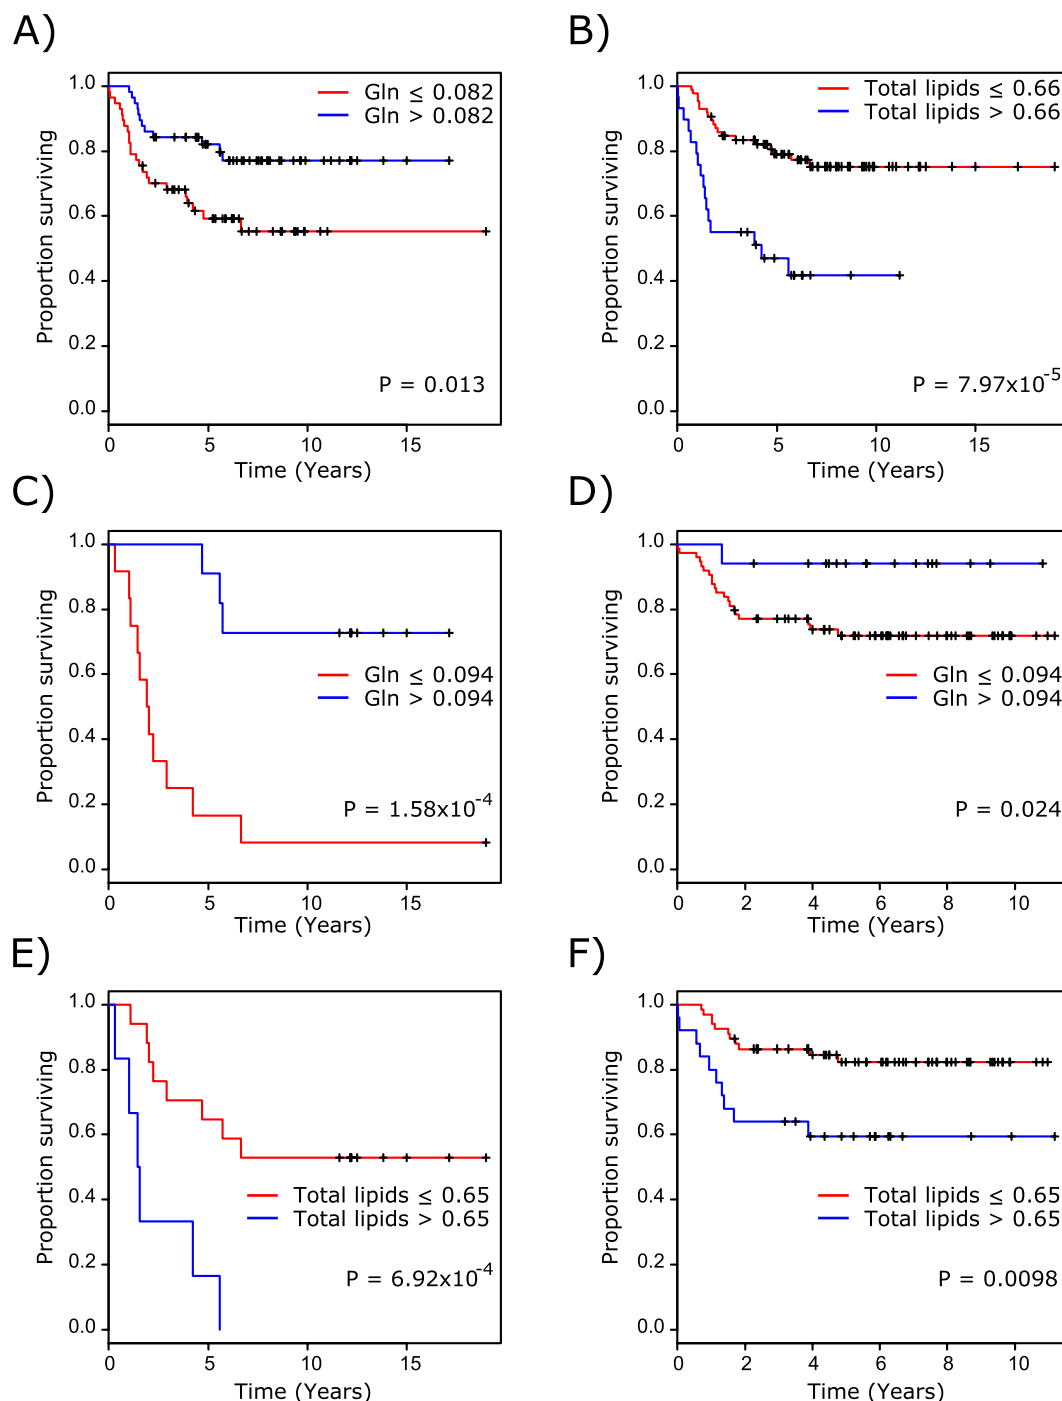 A)
1.0
0.8
0.6
0.4
0.2
0.0
Proportion surviving
Gln ≤ 0.082
Gln > 0.082
P = 0.013
0 5 10 15
Time (Years)
B)
1.0
0.8
0.6
0.4
0.2
0.0
Proportion surviving
Total lipids ≤ 0.66
Total lipids > 0.66
P = 7.97x10-5
0 5 10 15
Time (Years)
C)
1.0
0.8
0.6
0.4
0.2
0.0
Proportion surviving
Gln ≤ 0.094
Gln > 0.094
P = 1.58x10-4
0 5 10 15
Time (Years)
D)
1.0
0.8
0.6
0.4
0.2
0.0
Proportion surviving
Gln ≤ 0.094
Gln > 0.094
P = 0.024
0 2 4 6 8 10
Time (Years)
E)
1.0
0.8
0.6
0.4
0.2
0.0
Proportion surviving
Total lipids ≤ 0.65
Total lipids > 0.65
P = 6.92x10-4
0 5 10 15
Time (Years)
F)
1.0
0.8
0.6
0.4
0.2
0.0
Proportion surviving
Total lipids ≤ 0.65
Total lipids > 0.65
P = 0.0098
0 2 4 6 8 10
Time (Years)